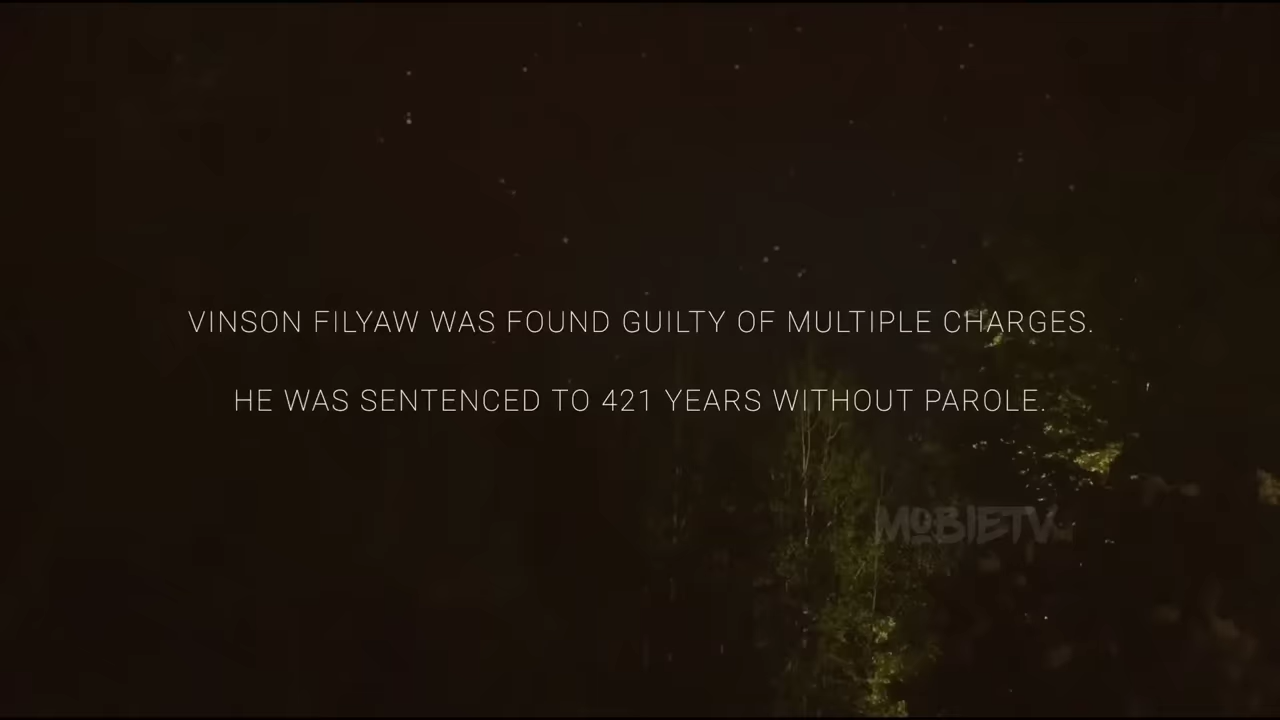 VINSON FILYAW WAS FOUND GUILTY OF MULTIPLE CHARGES.
HE WAS SENTENCED TO 421 YEARS WITHOUT PAROLE.
MOBIETV